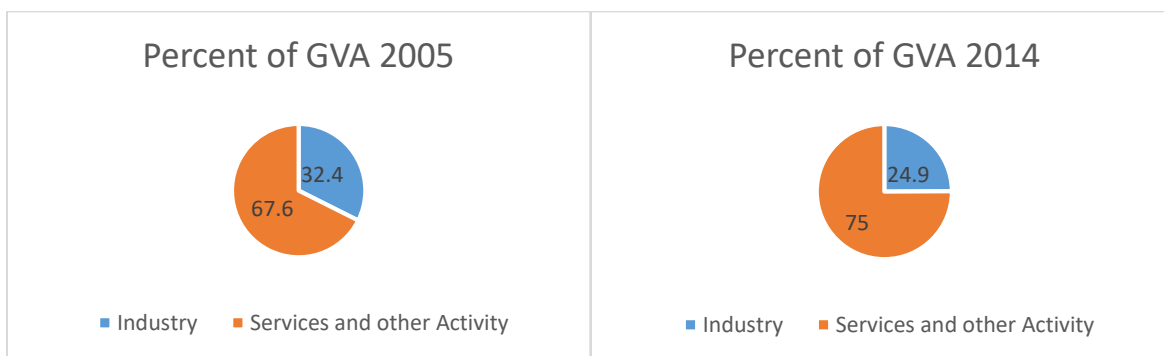 Percent of GVA 2005
32.4
67.6
Industry Services and other Activity
Percent of GVA 2014
24.9
75
Industry Services and other Activity